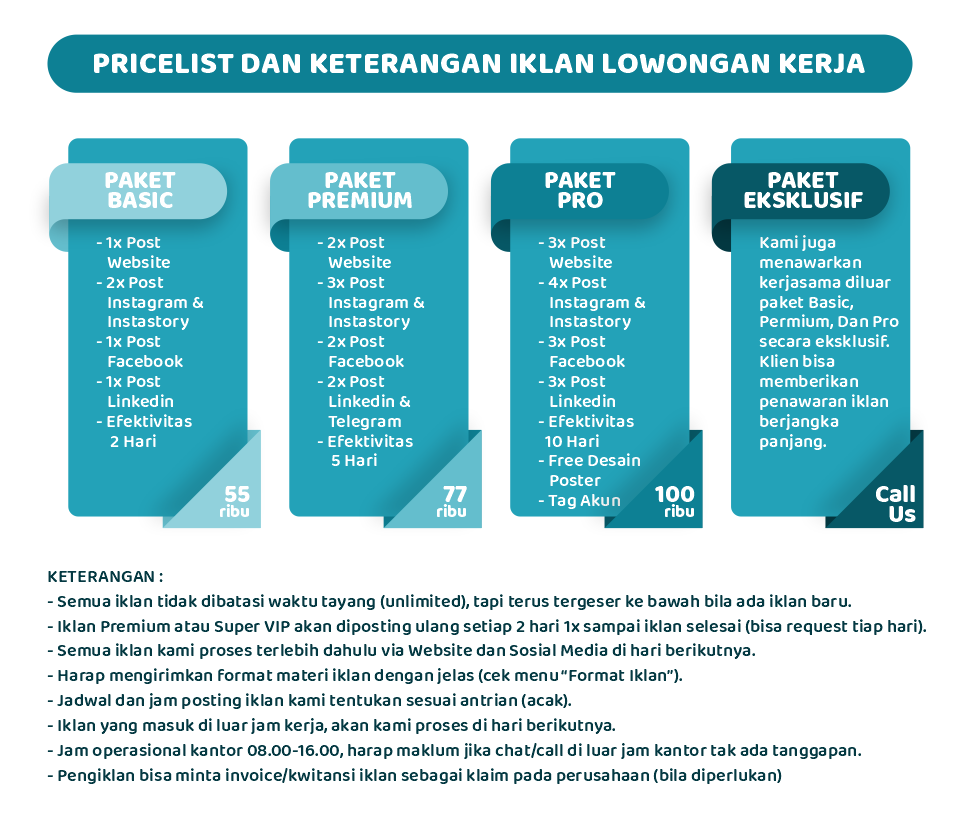 PRICELIST DAN KETERANGAN IKLAN LOWONGAN KERJA
PAKET
BASIC
- 1x Post
Website
- 2x Post
Instagram &
Instastory
- 1x Post
Facebook
- 1x Post
Linkedin
- Efektivitas
2 Hari
55
ribu
PAKET
PREMIUM
- 2x Post
Website
- 3x Post
Instagram &
Instastory
- 2x Post
Facebook
- 2x Post
Linkedin &
Telegram
- Efektivitas
5 Hari
77
ribu
PAKET
PRO
- 3x Post
Website
- 4x Post
Instagram &
Instastory
- 3x Post
Facebook
- 3x Post
Linkedin
- Efektivitas
10 Hari
- Free Desain
Poster
- Tag Akun
100
ribu
PAKET
EKSKLUSIF
Kami juga
menawarkan
kerjasama diluar
paket Basic,
Permium, Dan Pro
secara eksklusif.
Klien bisa
memberikan
penawaran iklan
berjangka
panjang.
Call
Us
KETERANGAN :
- Semua iklan tidak dibatasi waktu tayang (unlimited), tapi terus tergeser ke bawah bila ada iklan baru.
- Iklan Premium atau Super VIP akan diposting ulang setiap 2 hari 1x sampai iklan selesai (bisa request tiap hari).
- Semua iklan kami proses terlebih dahulu via Website dan Sosial Media di hari berikutnya.
- Harap mengirimkan format materi iklan dengan jelas (cek menu “Format Iklan”).
- Jadwal dan jam posting iklan kami tentukan sesuai antrian (acak).
- Iklan yang masuk di luar jam kerja, akan kami proses di hari berikutnya.
- Jam operasional kantor 08.00-16.00, harap maklum jika chat/call di luar jam kantor tak ada tanggapan.
- Pengiklan bisa minta invoice/kwitansi iklan sebagai klaim pada perusahaan (bila diperlukan)